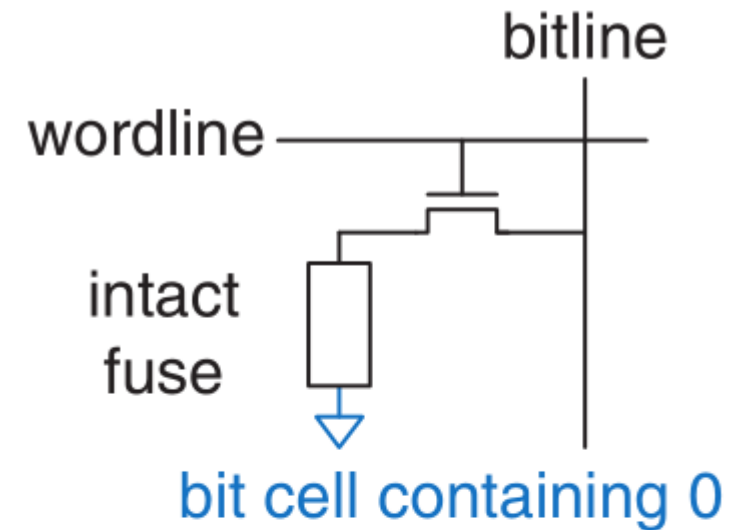 bitline
wordline
intact
fuse
bit cell containing 0